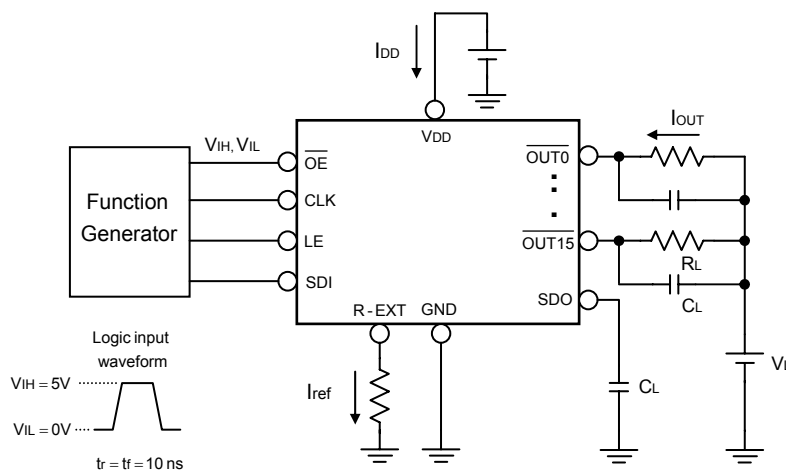 IDD
VDD
VIH, VIL
IOUT
Function
Generator
OE
CLK
LE
SDI
OUT0
OUT15
SDO
RL
CL
R-EXT
GND
Logic input
waveform
VIH = 5V
VIL = 0V
tr = tf = 10 ns
Iref
CL